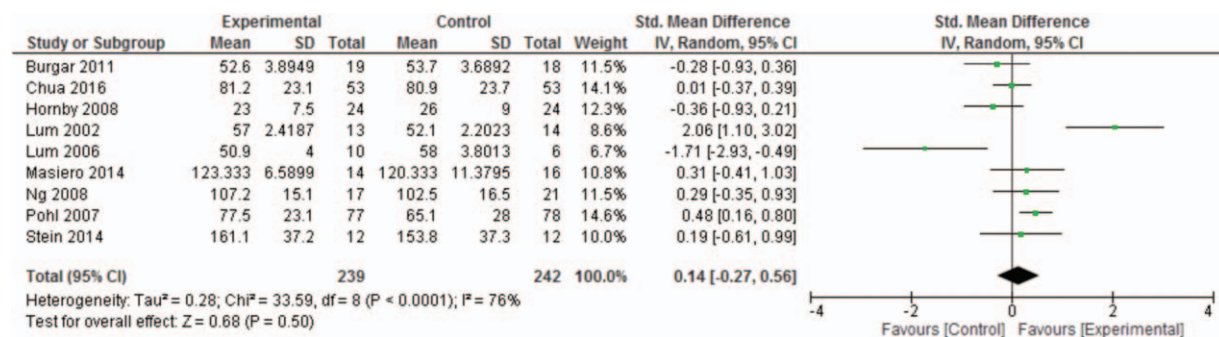 Experimental Control Std. Mean Difference Std. Mean Difference
Study or Subgroup Mean SD Total Mean SD Total Weight IV, Random, 95% CI IV, Random, 95% CI
Burgar 2011 52.6 3.8949 19 53.7 3.6892 18 11.5% -0.28 [-0.93, 0.36]
Chua 2016 81.2 23.1 53 80.9 23.7 53 14.1% 0.01 [-0.37, 0.39]
Hornby 2008 23 7.5 24 26 9 24 12.3% -0.36 [-0.93, 0.21]
Lum 2002 57 2.4187 13 52.1 2.2023 14 8.6% 2.06 [1.10, 3.02]
Lum 2006 50.9 4 10 58 3.8013 6 6.7% -1.71 [-2.93, -0.49]
Masiero 2014 123.333 6.5899 14 120.333 11.3795 16 10.8% 0.31 [-0.41, 1.03]
Ng 2008 107.2 15.1 17 102.5 16.5 21 11.5% 0.29 [-0.35, 0.93]
Pohl 2007 77.5 23.1 77 65.1 28 78 14.6% 0.48 [0.16, 0.80]
Stein 2014 161.1 37.2 12 153.8 37.3 12 10.0% 0.19 [-0.61, 0.99]
Total (95% CI) 239 242 100.0% 0.14 [-0.27, 0.56]
Heterogeneity: Tau² = 0.28; Chi² = 33.59, df = 8 (P < 0.0001); I² = 76%
Test for overall effect: Z = 0.68 (P = 0.50)
-4 -2 0 2 4
Favours [Control] Favours [Experimental]